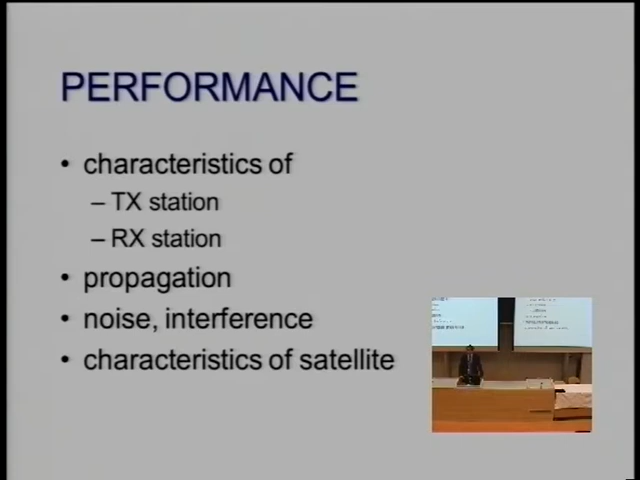 PERFORMANCE
• characteristics of
– TX station
– RX station
• propagation
• noise, interference
• characteristics of satellite